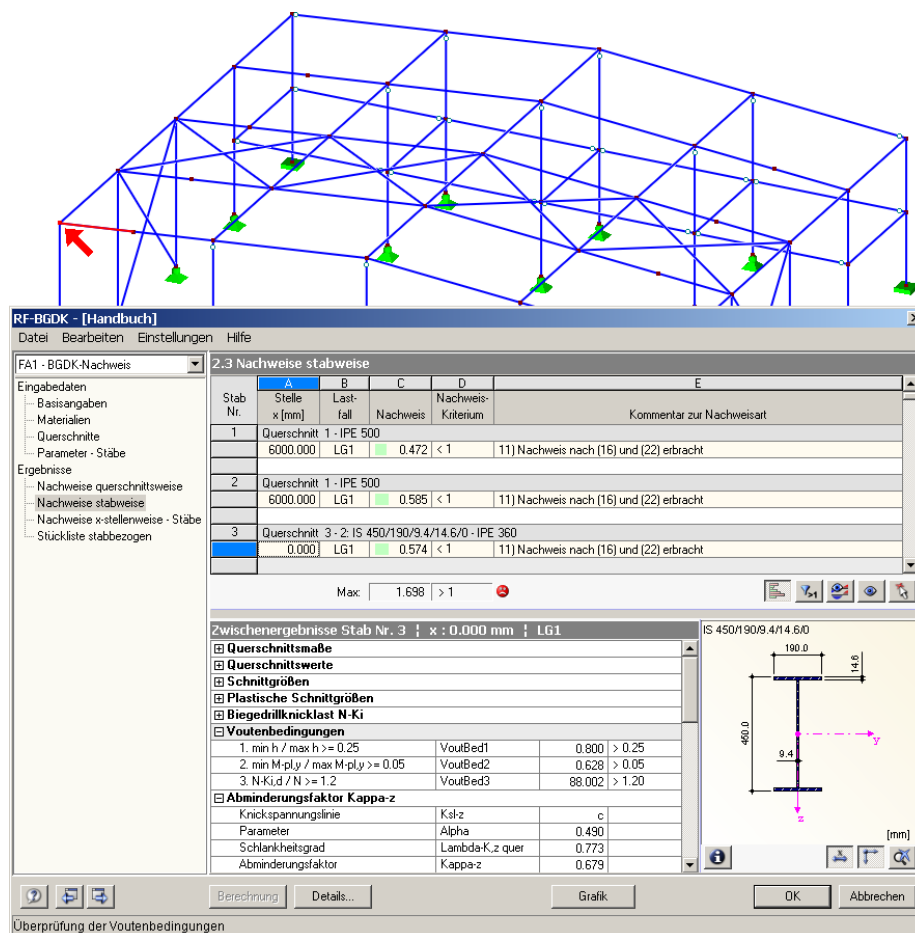 RF-BGDK - [Handbuch]
Datei Bearbeiten Einstellungen Hilfe
FA1 - BGDK-Nachweis
Eingabedaten
Basisangaben
Materialien
Querschnitte
Parameter - Stäbe
Ergebnisse
Nachweise querschnittsweise
Nachweise stabweise
Nachweise x-stellenweise - Stäbe
Stückliste stabbezogen
2.3 Nachweise stabweise
A B C D E
Stab Nr. Stelle x [mm] Last-fall Nachweis Nachweis-Kriterium Kommentar zur Nachweisart
1 Querschnitt 1 - IPE 500
6000.000 LG1 0.472 < 1 11) Nachweis nach (16) und (22) erbracht
2 Querschnitt 1 - IPE 500
6000.000 LG1 0.585 < 1 11) Nachweis nach (16) und (22) erbracht
3 Querschnitt 3 - 2: IS 450/190/9.4/14.6/0 - IPE 360
0.000 LG1 0.574 < 1 11) Nachweis nach (16) und (22) erbracht
Max: 1.698 > 1
>1
Zwischenergebnisse Stab Nr. 3 ¦ x : 0.000 mm ¦ LG1
Querschnittsmaße
Querschnittswerte
Schnittgrößen
Plastische Schnittgrößen
Biegedrillknicklast N-Ki
Voutenbedingungen
1. min h / max h >= 0.25 VoutBed1 0.800 > 0.25
2. min M-pl,y / max M-pl,y >= 0.05 VoutBed2 0.628 > 0.05
3. N-Ki,d / N >= 1.2 VoutBed3 88.002 > 1.20
Abminderungsfaktor Kappa-z
Knickspannungslinie Ksl-z c
Parameter Alpha 0.490
Schlankheitsgrad Lambda-K,z quer 0.773
Abminderungsfaktor Kappa-z 0.679
IS 450/190/9.4/14.6/0
190.0
14.6
450.0
9.4
y
z
[mm]
Berechnung Details... Grafik OK Abbrechen
Überprüfung der Voutenbedingungen